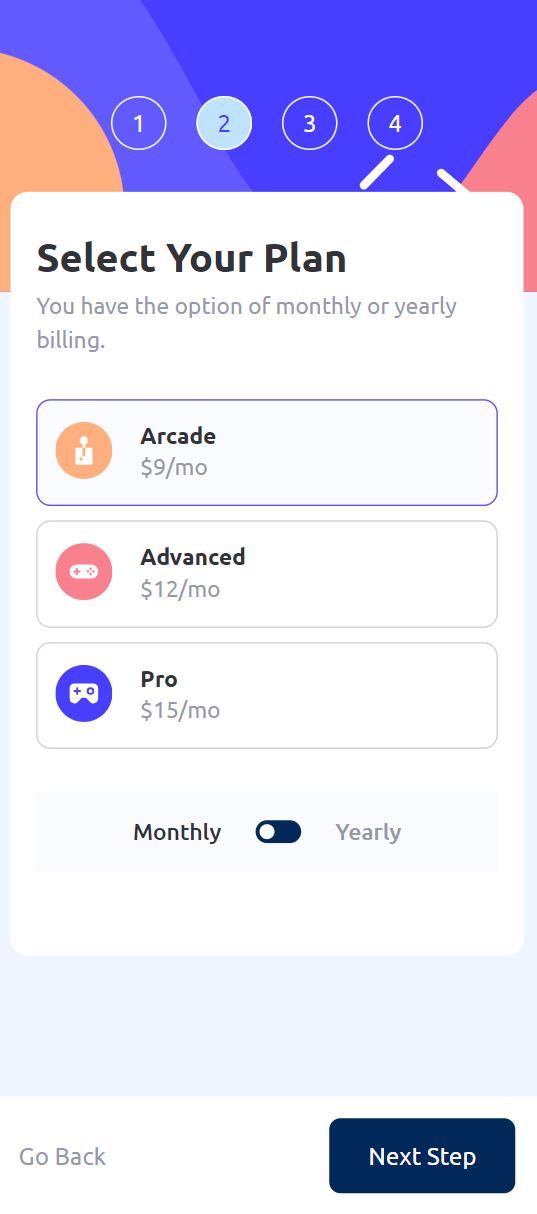 1 2 3 4
Select Your Plan
You have the option of monthly or yearly
billing.
Arcade
$9/mo
Advanced
$12/mo
Pro
$15/mo
Monthly Yearly
Go Back Next Step